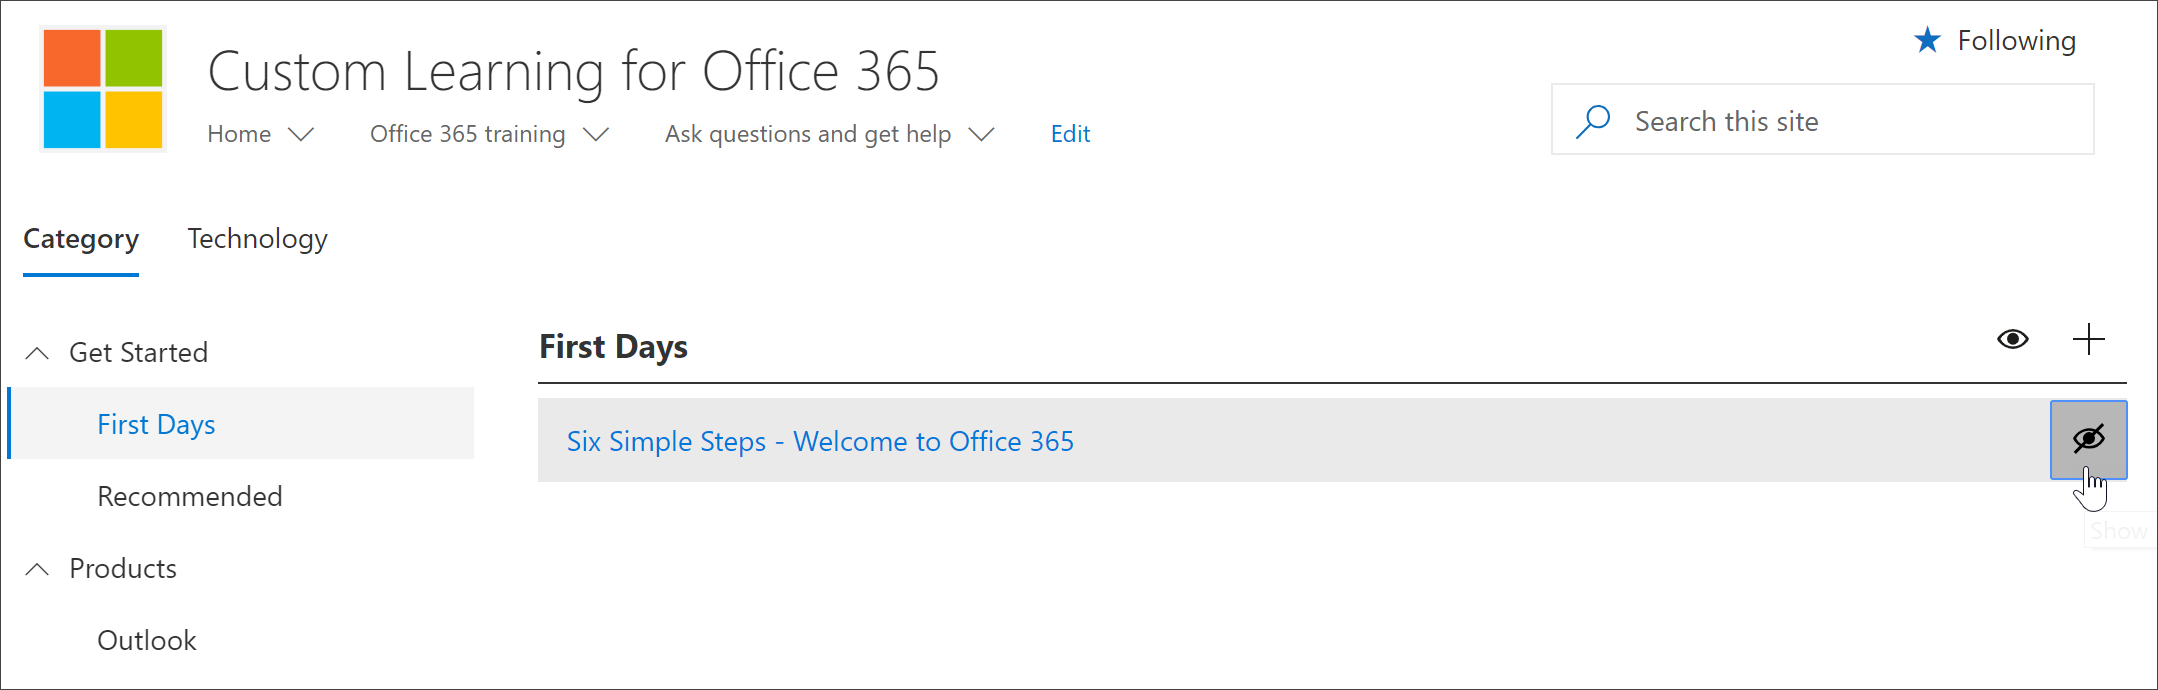 Following
Custom Learning for Office 365
Search this site
Home Office 365 training Ask questions and get help Edit
Category Technology
Get Started
First Days
Recommended
Products
Outlook
First Days
Six Simple Steps - Welcome to Office 365
Show